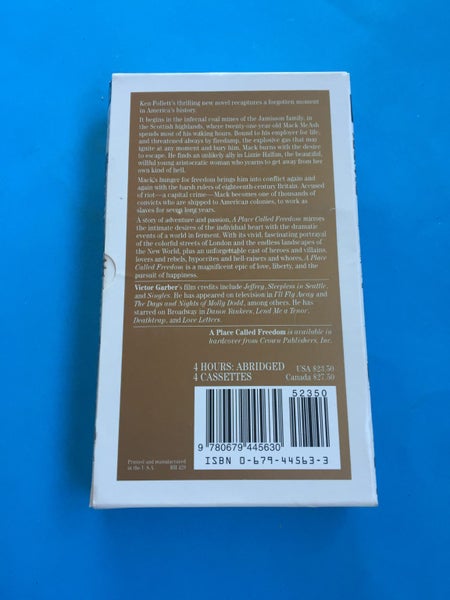 Ken Follett's thrilling new novel recaptures a forgotten moment
in America's history.
It begins in the infernal coal mines of the Jamisson family, in
the Scottish highlands, where twenty-one-year-old Mack McAsh
spends most of his waking hours. Bound to his employer for life,
and threatened always by firedamp, the explosive gas that may
ignite at any moment and bury him, Mack burns with the desire
to escape. He finds an unlikely ally in Lizzie Hallim, the beautiful,
willful young aristocratic woman who yearns to get away from her
own kind of hell.
Mack's hunger for freedom brings him into conflict again and
again with the harsh rulers of eighteenth-century Britain. Accused
of riot—a capital crime—Mack becomes one of thousands of
convicts who are shipped to American colonies, to work as
slaves for seven long years.
A story of adventure and passion, A Place Called Freedom mirrors
the intimate desires of the individual heart with the dramatic
events of a world in ferment. With its vivid, fascinating portrayal
of the colorful streets of London and the endless landscapes of
the New World, plus an unforgettable cast of heroes and villains,
lovers and rebels, hypocrites and hell-raisers and whores, A Place
Called Freedom is a magnificent epic of love, liberty, and the
pursuit of happiness.
Victor Garber's film credits include Jeffrey, Sleepless in Seattle,
and Singles. He has appeared on television in I'll Fly Away and
The Days and Nights of Molly Dodd, among others. He has
starred on Broadway in Damn Yankees, Lend Me a Tenor,
Deathtrap, and Love Letters.
A Place Called Freedom is available in
hardcover from Crown Publishers, Inc.
4 HOURS: ABRIDGED USA $23.50
4 CASSETTES Canada $27.50
52350
9 780679 445630
ISBN 0-679-44563-3
Printed and manufactured
in the U.S.A. RH 429